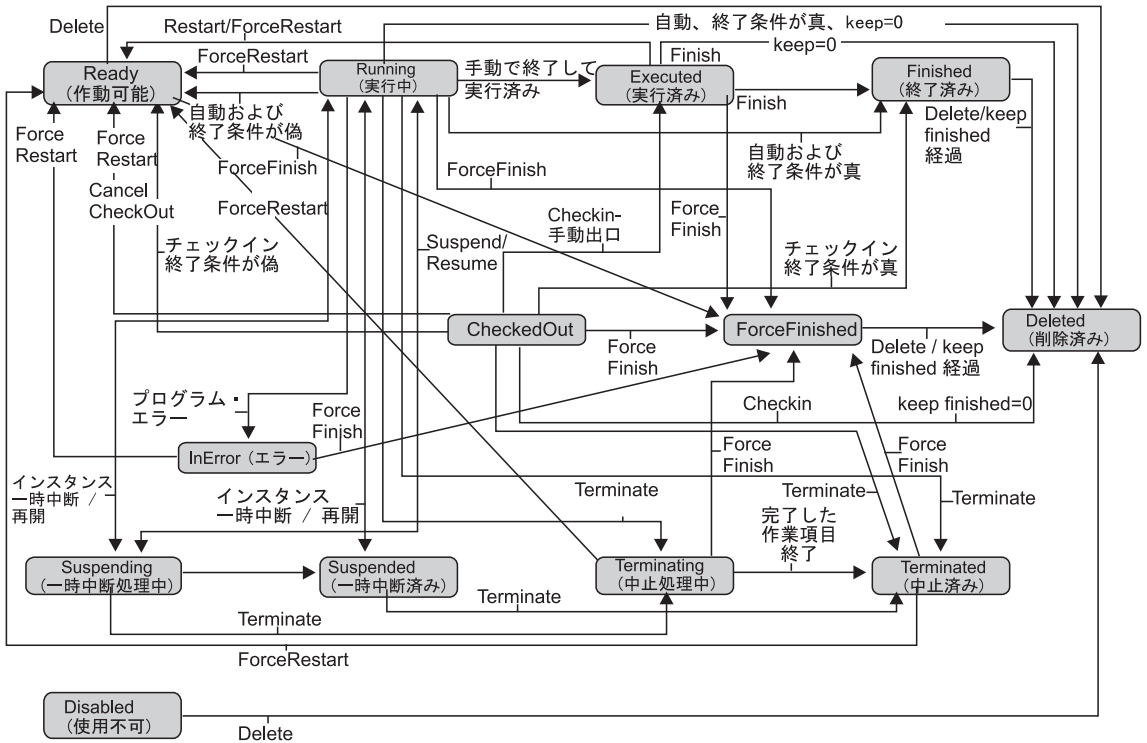 Delete
Restart/ForceRestart
自動、終了条件が真、keep=0
keep=0
Finish
ForceRestart
Ready
(作動可能)
Running
(実行中)
手動で終了して
実行済み
Executed
(実行済み)
Finish
Finished
(終了済み)
自動および
終了条件が偽
Force
Restart
Force
Restart
ForceFinish
ForceFinish
自動および
終了条件が真
Delete/keep
finished
経過
Cancel
CheckOut
ForceRestart
Checkin-
手動出口
Force
Finish
チェックイン
終了条件が偽
Suspend/
Resume
チェックイン
終了条件が真
CheckedOut
Force
Finish
ForceFinished
Delete / keep
finished 経過
Deleted
(削除済み)
プログラム・
エラー
Force
Finish
Checkin
keep finished=0
InError (エラー)
Force
Finish
Force
Finish
インスタンス
一時中断 /
再開
インスタンス
一時中断 / 再開
Terminate
Terminate
Terminate
完了した
作業項目
終了
Suspending
(一時中断処理中)
Suspended
(一時中断済み)
Terminating
(中止処理中)
Terminated
(中止済み)
Terminate
Terminate
ForceRestart
Disabled
(使用不可)
Delete